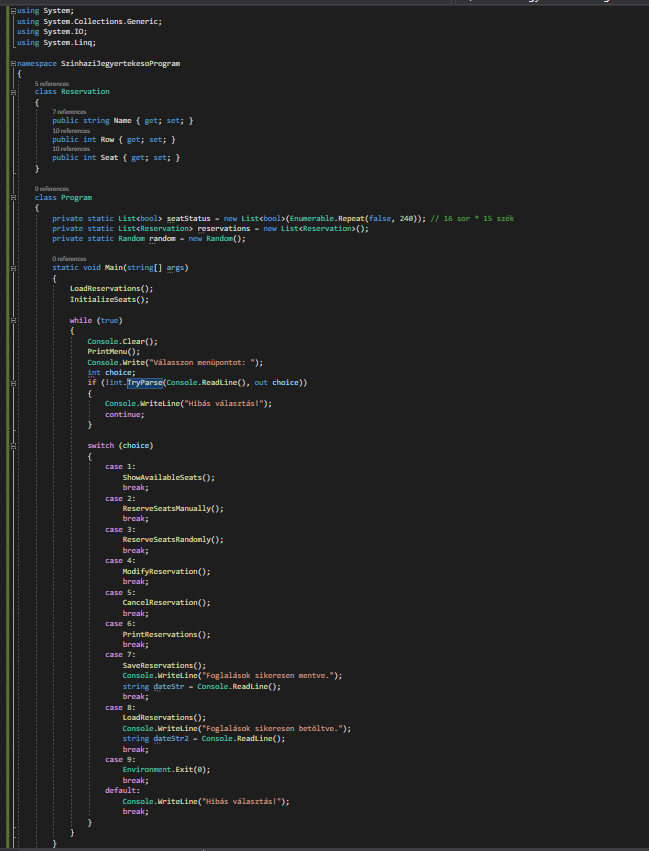 using System;
using System.Collections.Generic;
using System.IO;
using System.Linq;
namespace SzinhaziJegyertekesoProgram
{
5 references
class Reservation
{
7 references
public string Name { get; set; }
10 references
public int Row { get; set; }
10 references
public int Seat { get; set; }
}
0 references
class Program
{
private static List<bool> seatStatus = new List<bool>(Enumerable.Repeat(false, 240)); // 16 sor * 15 szék
private static List<Reservation> reservations = new List<Reservation>();
private static Random random = new Random();
0 references
static void Main(string[] args)
{
LoadReservations();
InitializeSeats();
while (true)
{
Console.Clear();
PrintMenu();
Console.Write("Válasszon menüpontot: ");
int choice;
if (!int.TryParse(Console.ReadLine(), out choice))
{
Console.WriteLine("Hibás választás!");
continue;
}
switch (choice)
{
case 1:
ShowAvailableSeats();
break;
case 2:
ReserveSeatsManually();
break;
case 3:
ReserveSeatsRandomly();
break;
case 4:
ModifyReservation();
break;
case 5:
CancelReservation();
break;
case 6:
PrintReservations();
break;
case 7:
SaveReservations();
Console.WriteLine("Foglalások sikeresen mentve.");
string dateStr = Console.ReadLine();
break;
case 8:
LoadReservations();
Console.WriteLine("Foglalások sikeresen betöltve.");
string dateStr2 = Console.ReadLine();
break;
case 9:
Environment.Exit(0);
break;
default:
Console.WriteLine("Hibás választás!");
break;
}
}
}